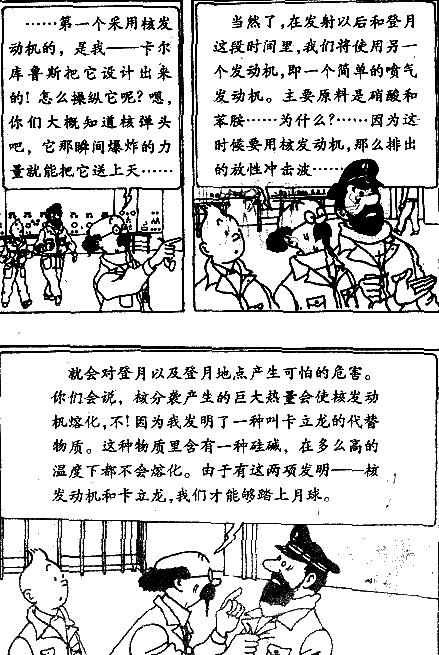 ……第一个采用核发
动机的，是我——卡尔
库鲁斯把它设计出来
的！怎么操纵它呢？嗯，
你们大概知道核弹头
吧，它那瞬间爆炸的力
量就能把它送上天……
当然了，在发射以后和登月
这段时间里，我们将使用另一
个发动机，即一个简单的喷气
发动机。主要原料是硝酸和
苯胺……为什么？……因为这
时候要用核发动机，那么排出
的放性冲击波……
就会对登月以及登月地点产生可怕的危害。
你们会说，核分裂产生的巨大热量会使核发动
机熔化，不！因为我发明了一种叫卡立龙的代替
物质。这种物质里含有一种硅碱，在多么高的
温度下都不会熔化。由于有这两项发明——核
发动机和卡立龙，我们才能够踏上月球。